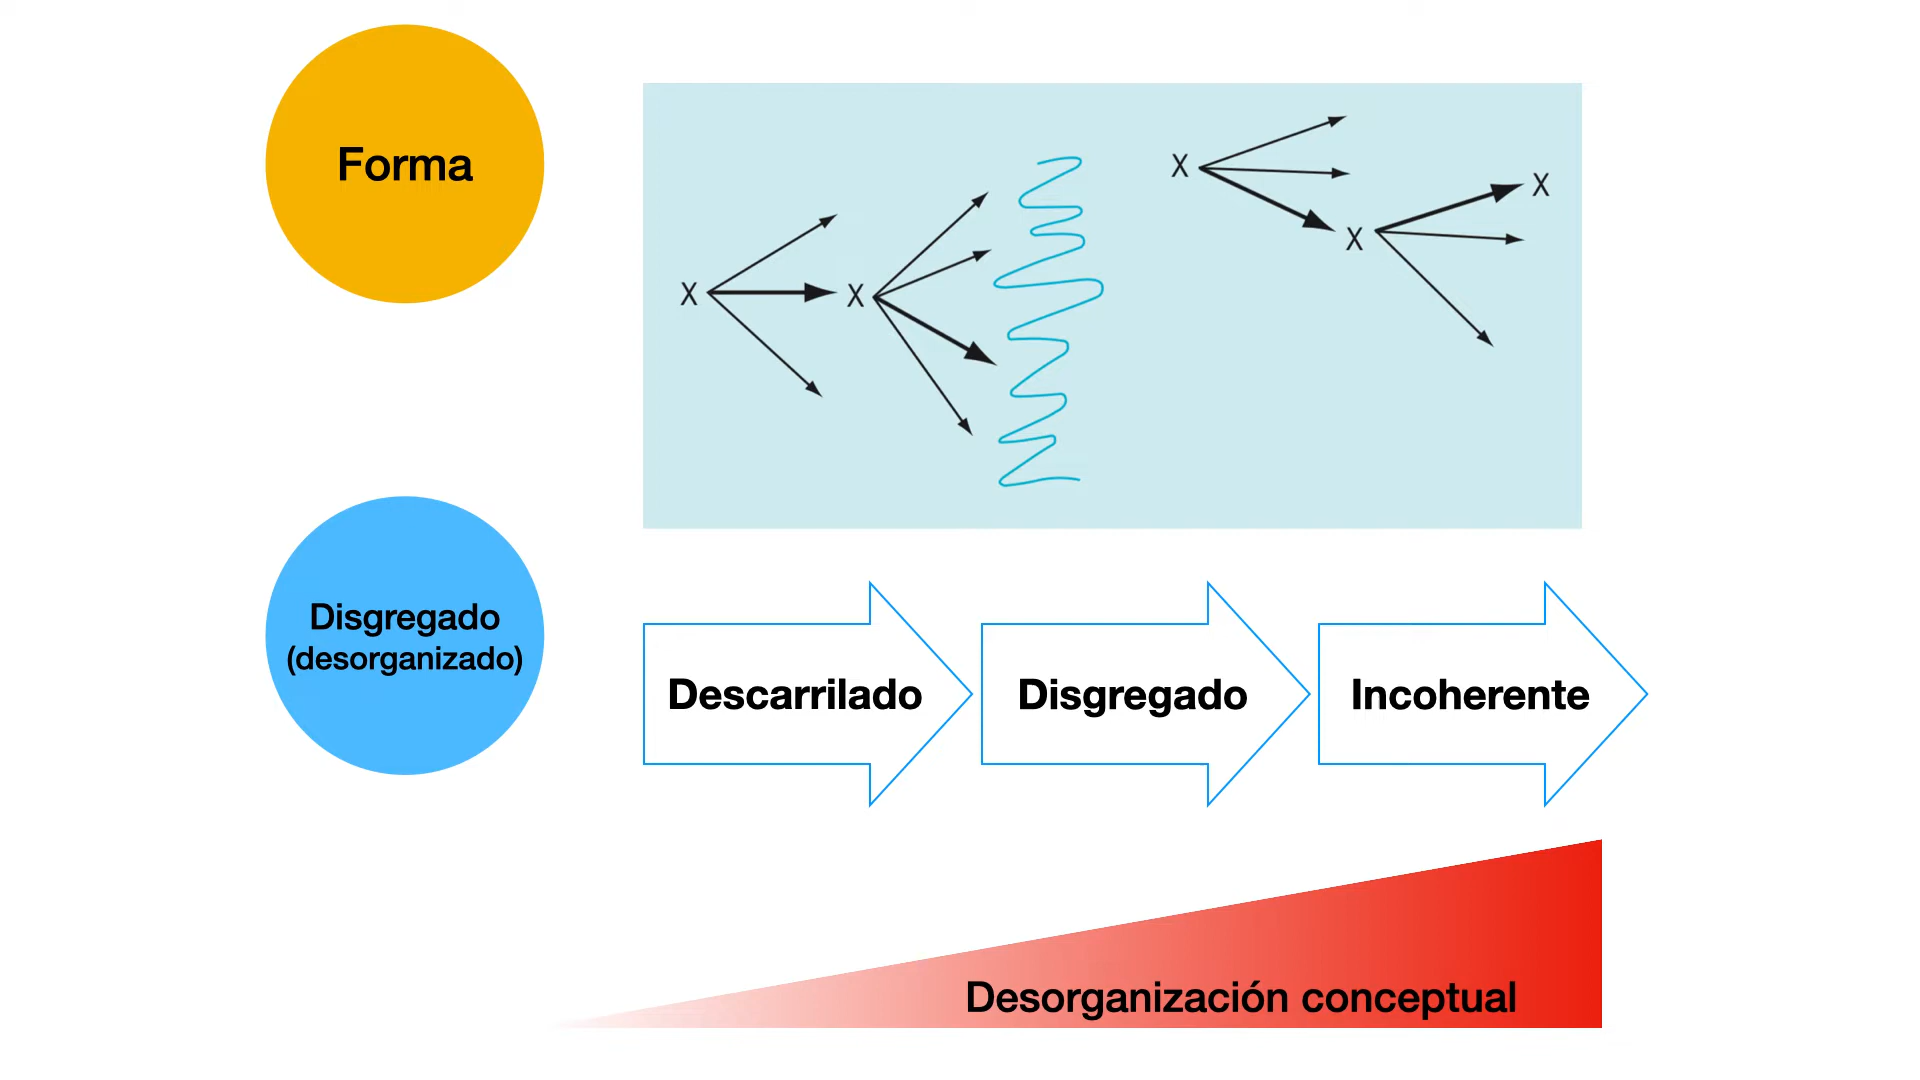 Forma
X
X
X
X
X
Disgregado
(desorganizado)
Descarrilado
Disgregado
Incoherente
Desorganización conceptual